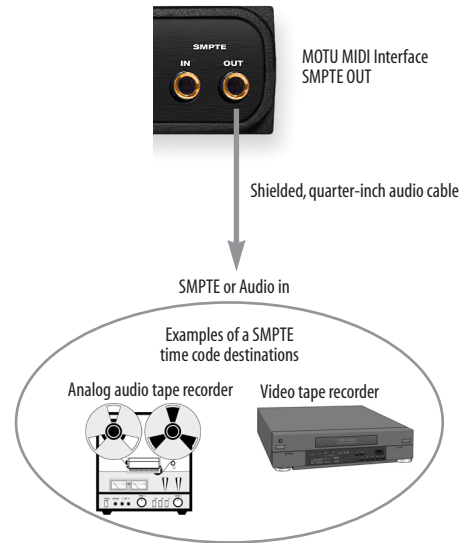 SMPTE
IN OUT
MOTU MIDI Interface
SMPTE OUT
Shielded, quarter-inch audio cable
SMPTE or Audio in
Examples of a SMPTE
time code destinations
Analog audio tape recorder
Video tape recorder